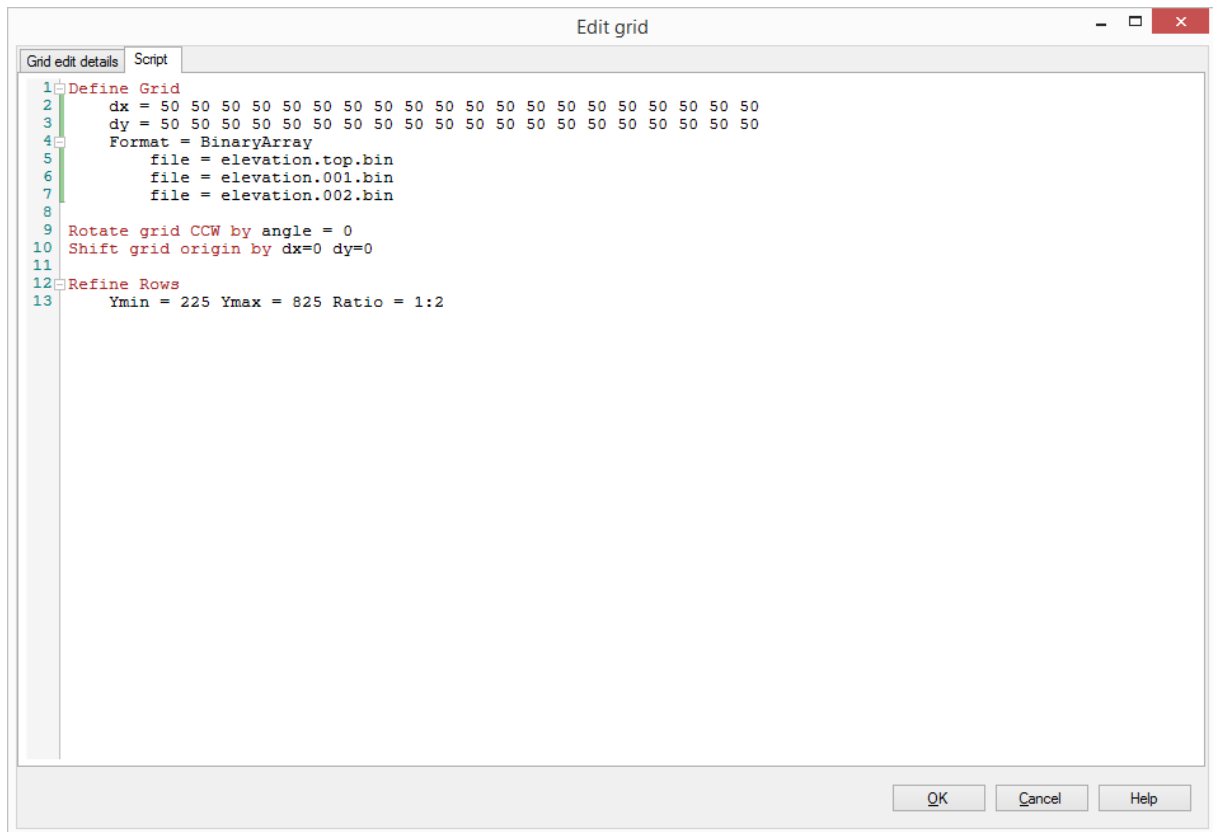 Edit grid
Grid edit details Script
1 Define Grid
2 dx = 50 50 50 50 50 50 50 50 50 50 50 50 50 50 50 50 50 50 50 50
3 dy = 50 50 50 50 50 50 50 50 50 50 50 50 50 50 50 50 50 50 50 50
4 Format = BinaryArray
5 file = elevation.top.bin
6 file = elevation.001.bin
7 file = elevation.002.bin
8
9 Rotate grid CCW by angle = 0
10 Shift grid origin by dx=0 dy=0
11
12 Refine Rows
13 Ymin = 225 Ymax = 825 Ratio = 1:2
OK Cancel Help